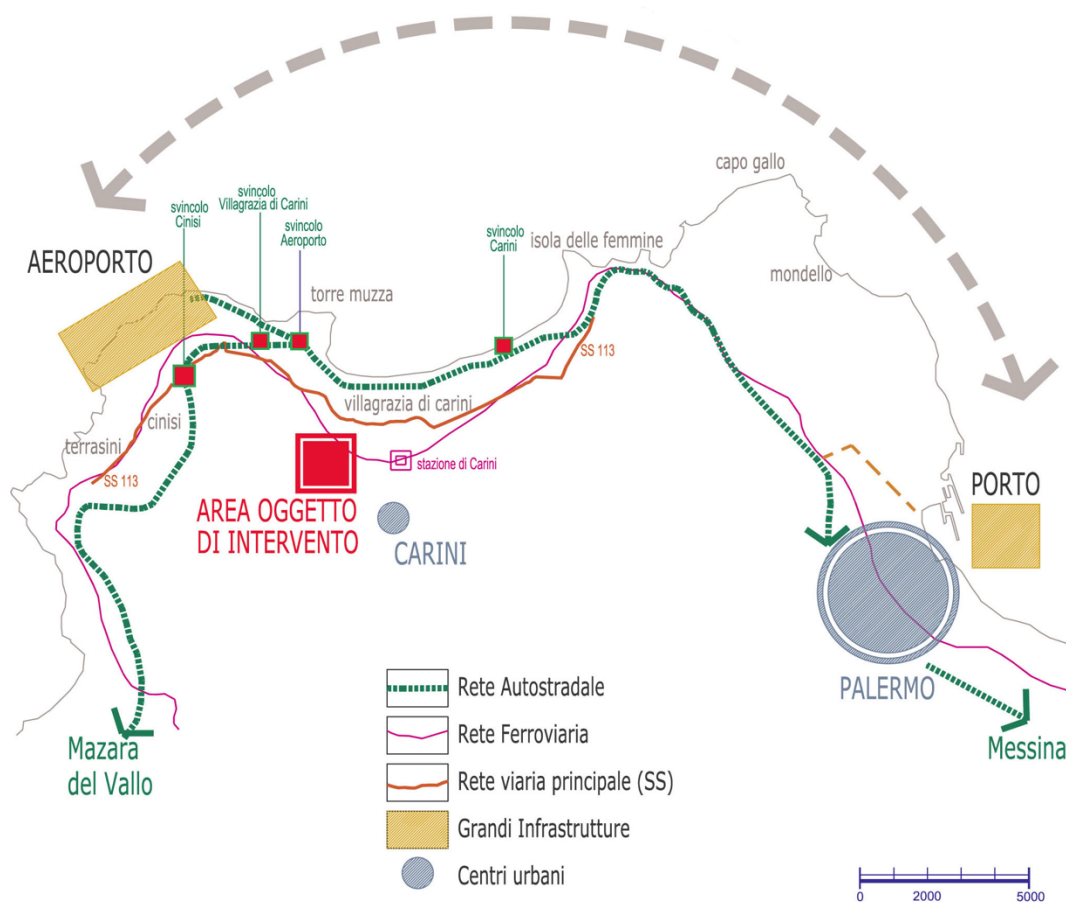 capo gallo
svincolo
Villagrazia di Carini
svincolo
Cinisi
svincolo
Aeroporto
svincolo
Carini
isola delle femmine
AEROPORTO
mondello
torre muzza
SS 113
villagrazia di carini
cinisi
terrasini
SS 113
stazione di Carini
PORTO
AREA OGGETTO
DI INTERVENTO
CARINI
PALERMO
Rete Autostradale
Rete Ferroviaria
Mazara
del Vallo
Messina
Rete viaria principale (SS)
Grandi Infrastrutture
Centri urbani
0 2000 5000